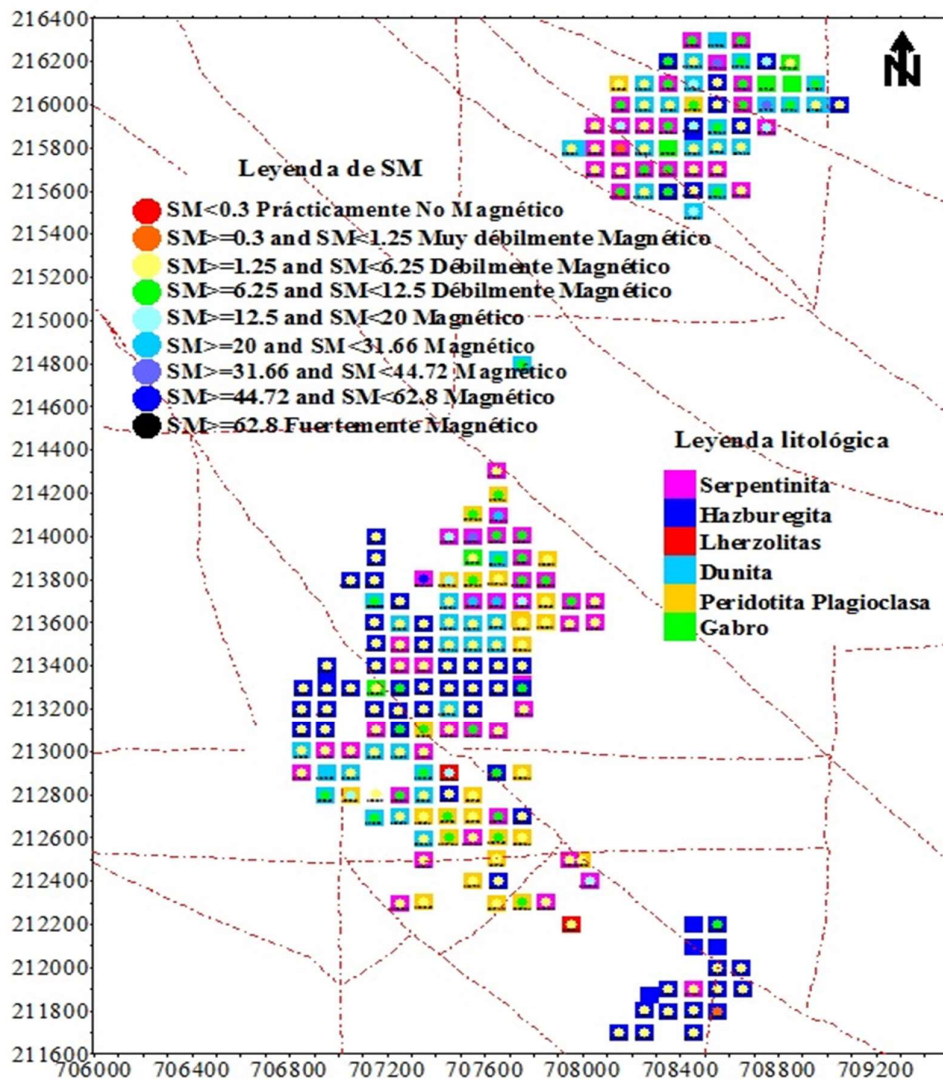 216400
216200
216000
215800
215600
215400
215200
215000
214800
214600
214400
214200
214000
213800
213600
213400
213200
213000
212800
212600
212400
212200
212000
211800
211600
N
Leyenda de SM
SM<0.3 Prácticamente No Magnético
SM>=0.3 and SM<1.25 Muy débilmente Magnético
SM>=1.25 and SM<6.25 Débilmente Magnético
SM>=6.25 and SM<12.5 Débilmente Magnético
SM>=12.5 and SM<20 Magnético
SM>=20 and SM<31.66 Magnético
SM>=31.66 and SM<44.72 Magnético
SM>=44.72 and SM<62.8 Magnético
SM>=62.8 Fuertemente Magnético
Leyenda litológica
Serpentinita
Hazburegita
Lherzolitas
Dunita
Peridotita Plagioclasa
Gabro
706000 706400 706800 707200 707600 708000 708400 708800 709200